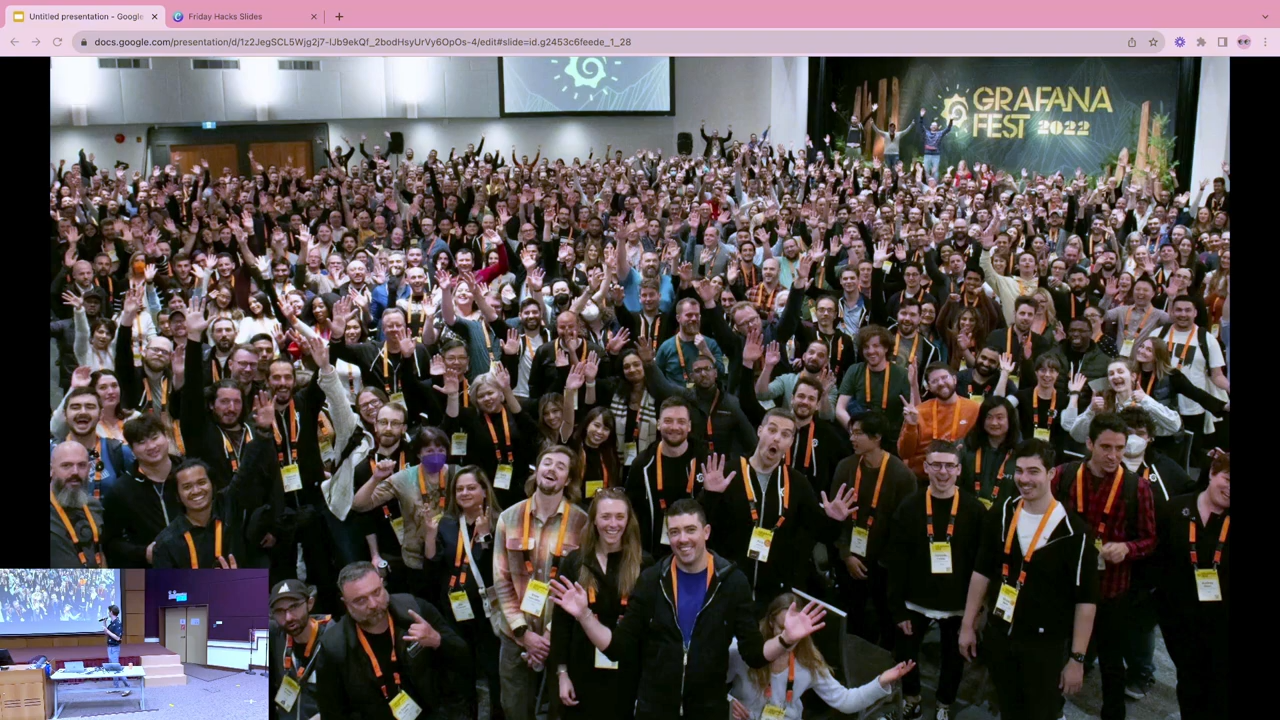 Untitled presentation - Google
Friday Hacks Slides
docs.google.com/presentation/d/1z2JegSCL5Wjg2j7-lJb9ekQf_2bodHsyUrVy6OpOs-4/edit#slide=id.g2453c6feede_1_28
GRAFANA
FEST 2022